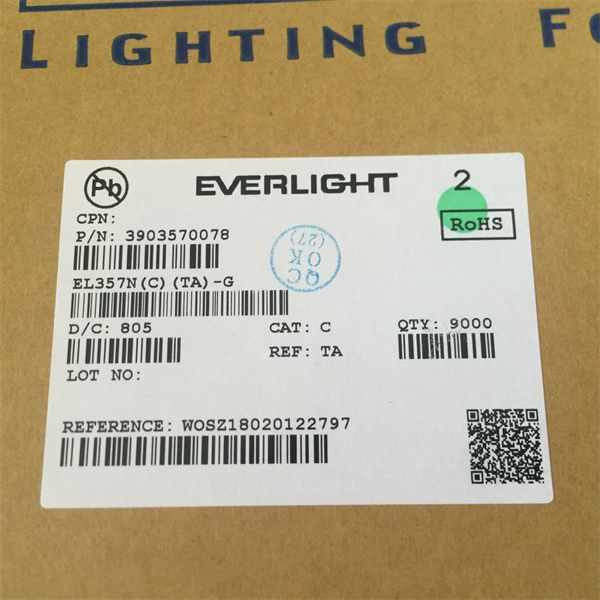 LIGHTING FO
Pb
EVERLIGHT
2
CPN:
P/N: 3903570078
RoHS
QC
OK
(27)
EL357N(C)(TA)-G
D/C: 805 CAT: C QTY: 9000
REF: TA
LOT NO:
REFERENCE: WOSZ18020122797